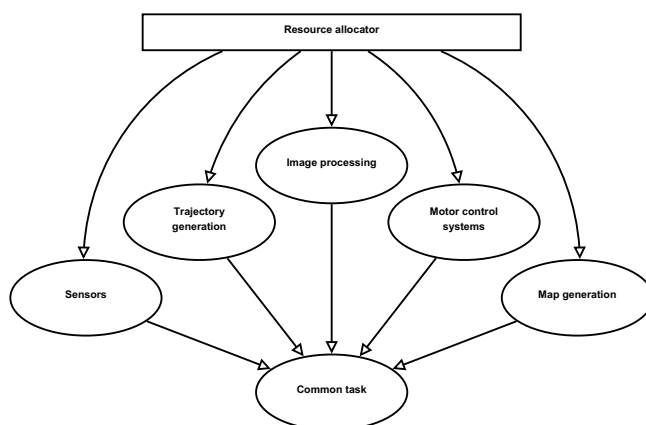 Resource allocator
Image processing
Trajectory
generation
Motor control
systems
Sensors
Map generation
Common task